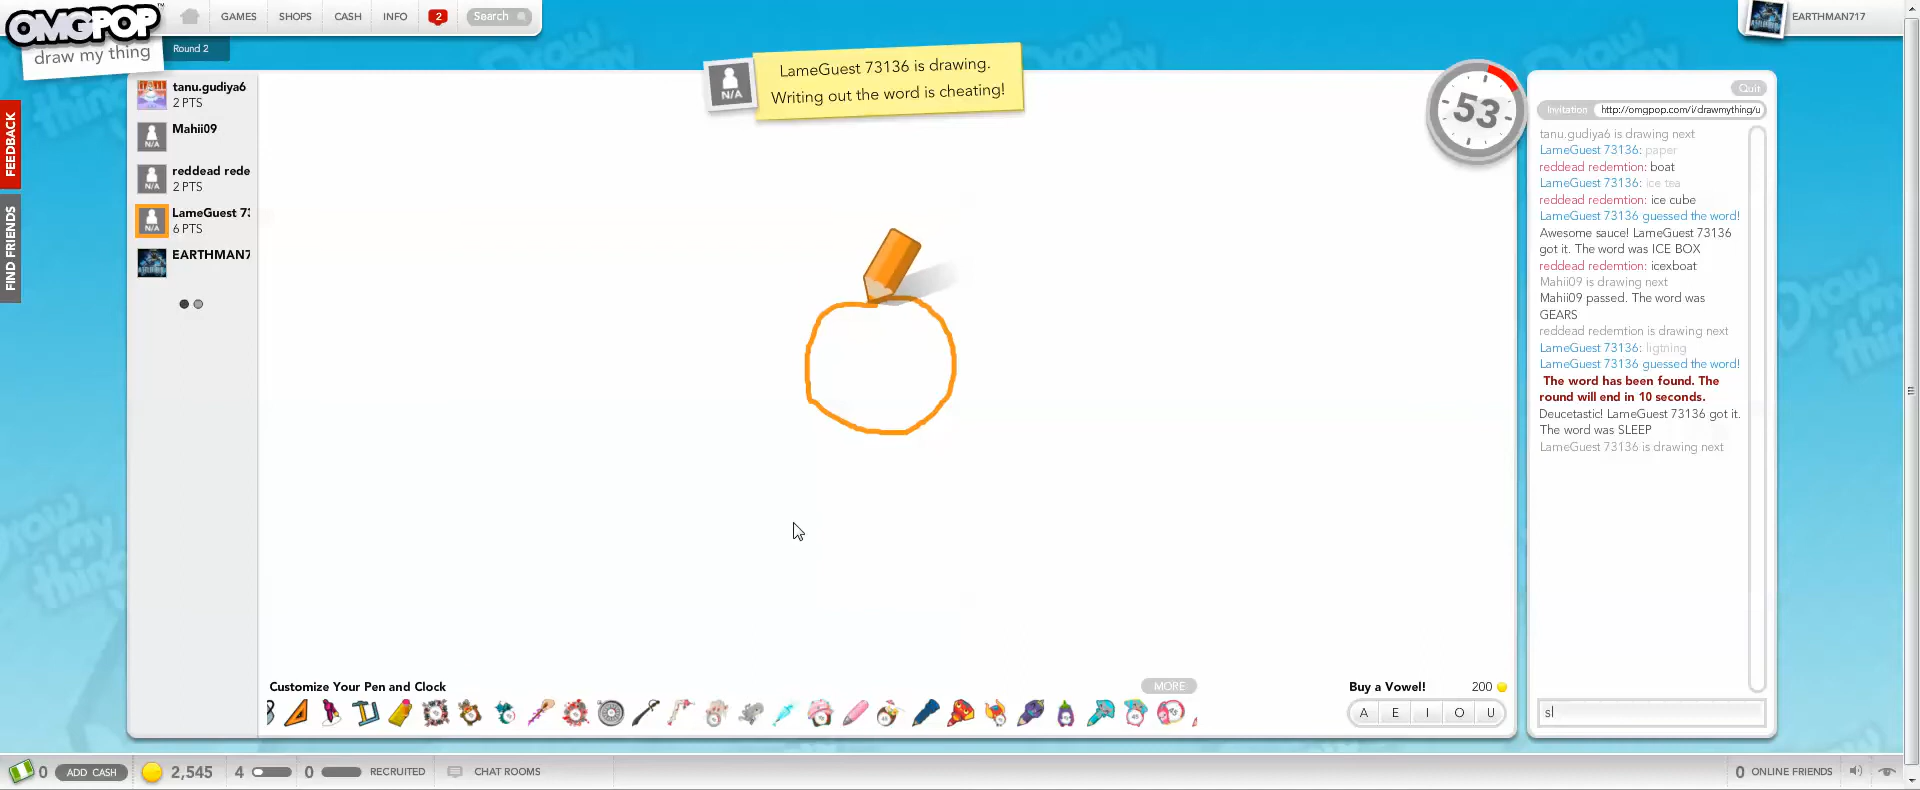 OMGPOP™
draw my thing
GAMES
SHOPS
CASH
INFO
2
Search
EARTHMAN717
Round 2
FEEDBACK
FIND FRIENDS
tanu.gudiya6
2 PTS
N/A
Mahii09
N/A
reddead rede
2 PTS
N/A
LameGuest 73
6 PTS
EARTHMAN7
N/A
LameGuest 73136 is drawing.
Writing out the word is cheating!
53
Quit
Invitation
http://omgpop.com/i/drawmything/u
tanu.gudiya6 is drawing next
LameGuest 73136: paper
reddead redemtion: boat
LameGuest 73136: ice tea
reddead redemtion: ice cube
LameGuest 73136 guessed the word!
Awesome sauce! LameGuest 73136
got it. The word was ICE BOX
reddead redemtion: icexboat
Mahii09 is drawing next
Mahii09 passed. The word was
GEARS
reddead redemtion is drawing next
LameGuest 73136: ligtning
LameGuest 73136 guessed the word!
The word has been found. The
round will end in 10 seconds.
Deucetastic! LameGuest 73136 got it.
The word was SLEEP
LameGuest 73136 is drawing next
sl
Customize Your Pen and Clock
MORE
Buy a Vowel!
200
A E I O U
0
ADD CASH
2,545
4
0
RECRUITED
CHAT ROOMS
0 ONLINE FRIENDS